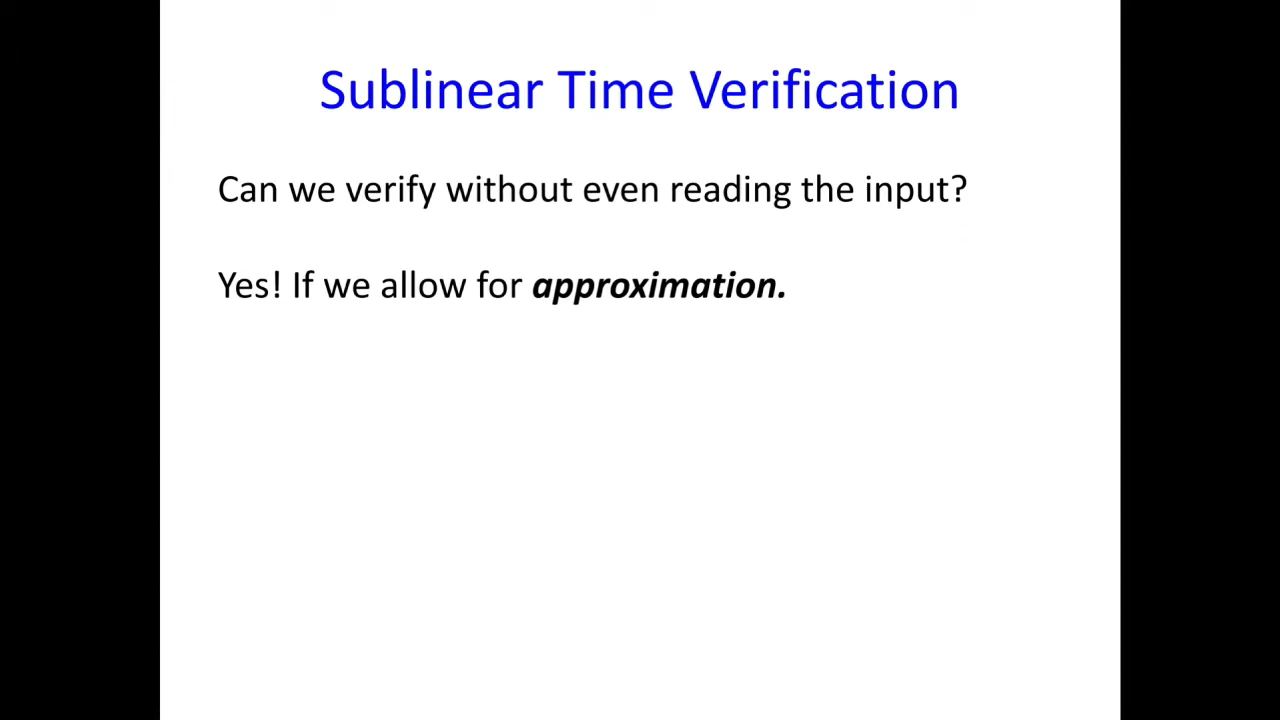 Sublinear Time Verification
Can we verify without even reading the input?
Yes! If we allow for approximation.